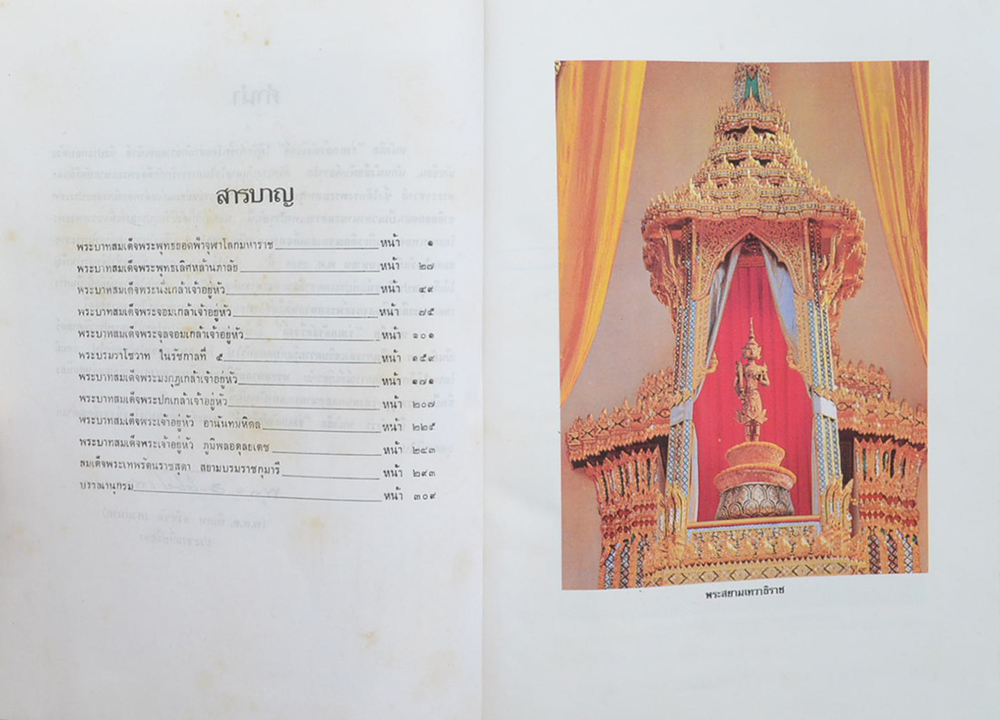 สารบาญ
พระบาทสมเด็จพระพุทธยอดฟ้าจุฬาโลกมหาราช หน้า ๑
พระบาทสมเด็จพระพุทธเลิศหล้านภาลัย หน้า ๒๗
พระบาทสมเด็จพระนั่งเกล้าเจ้าอยู่หัว หน้า ๔๙
พระบาทสมเด็จพระจอมเกล้าเจ้าอยู่หัว หน้า ๗๕
พระบาทสมเด็จพระจุลจอมเกล้าเจ้าอยู่หัว หน้า ๑๐๑
พระบรมราโชวาท ในรัชกาลที่ ๕ หน้า ๑๕๙
พระบาทสมเด็จพระมงกุฎเกล้าเจ้าอยู่หัว หน้า ๑๗๑
พระบาทสมเด็จพระปกเกล้าเจ้าอยู่หัว หน้า ๒๐๗
พระบาทสมเด็จพระเจ้าอยู่หัว อานันทมหิดล หน้า ๒๒๕
พระบาทสมเด็จพระเจ้าอยู่หัว ภูมิพลอดุลยเดช หน้า ๒๔๓
สมเด็จพระเทพรัตนราชสุดา สยามบรมราชกุมารี หน้า ๒๙๓
บรรณานุกรม หน้า ๓๐๙
พระสยามเทวาธิราช